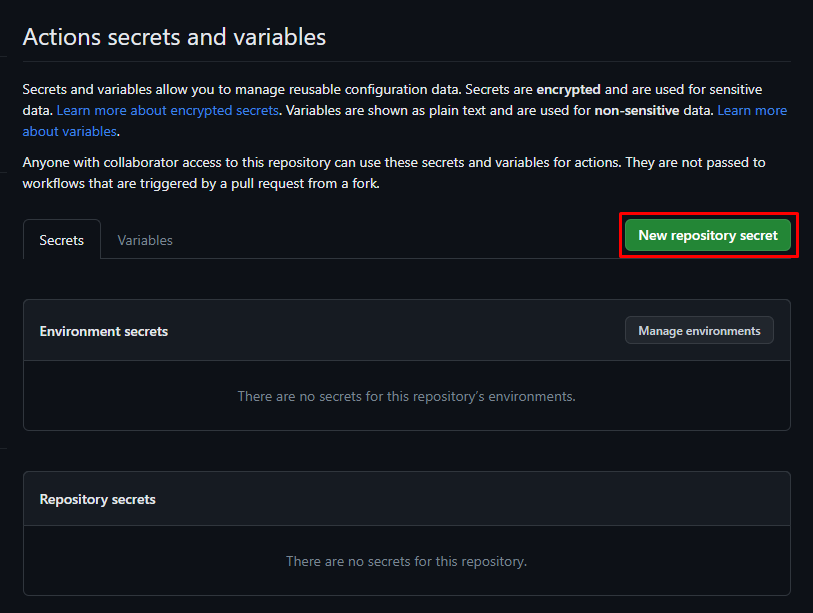 Actions secrets and variables
Secrets and variables allow you to manage reusable configuration data. Secrets are encrypted and are used for sensitive
data. Learn more about encrypted secrets. Variables are shown as plain text and are used for non-sensitive data. Learn more
about variables.
Anyone with collaborator access to this repository can use these secrets and variables for actions. They are not passed to
workflows that are triggered by a pull request from a fork.
Secrets Variables New repository secret
Environment secrets Manage environments
There are no secrets for this repository's environments.
Repository secrets
There are no secrets for this repository.